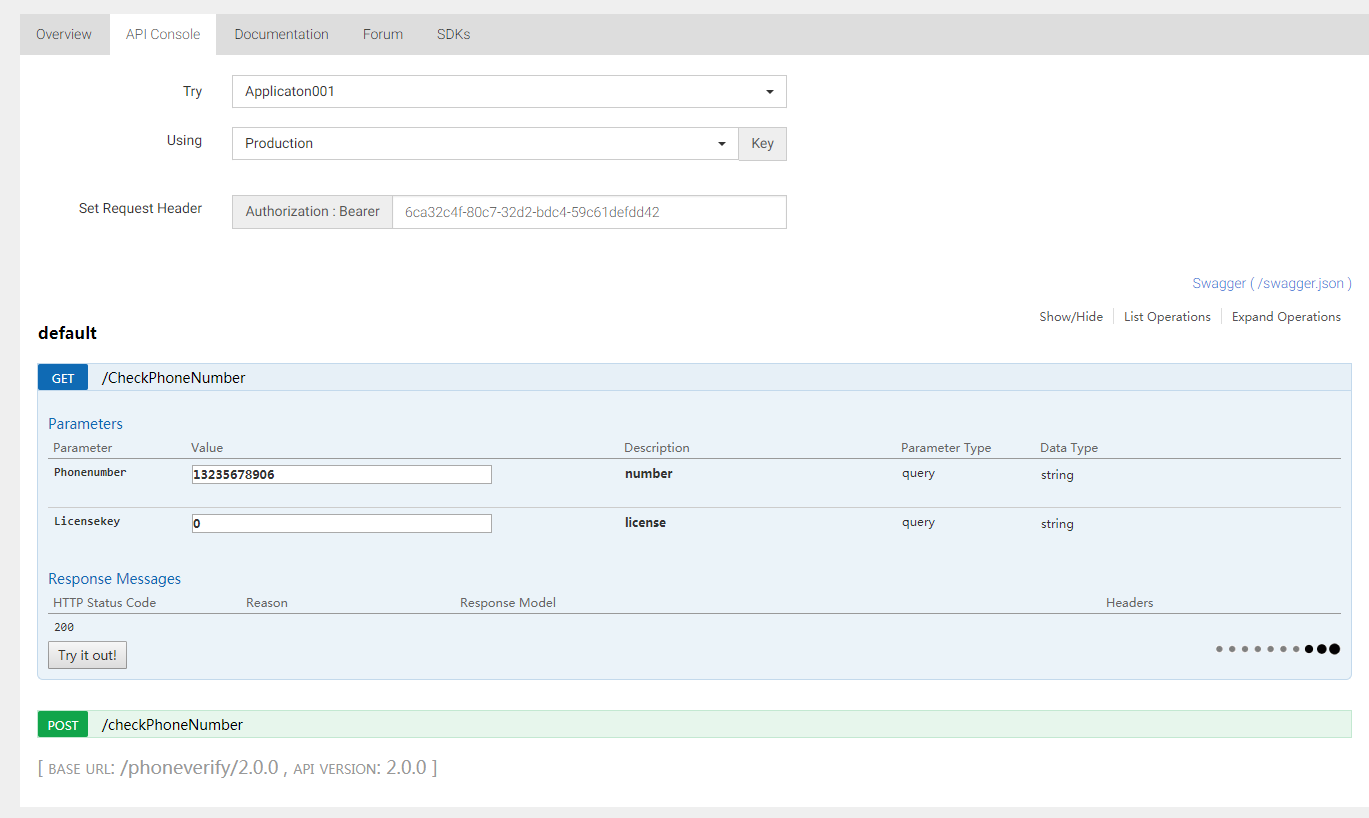 Overview API Console Documentation Forum SDKs
Try Applicaton001
Using Production Key
Set Request Header Authorization : Bearer 6ca32c4f-80c7-32d2-bdc4-59c61defdd42
Swagger ( /swagger.json )
Show/Hide List Operations Expand Operations
default
GET /CheckPhoneNumber
Parameters
Parameter Value Description Parameter Type Data Type
Phonenumber 13235678906 number query string
Licensekey 0 license query string
Response Messages
HTTP Status Code Reason Response Model Headers
200
Try it out!
POST /checkPhoneNumber
[ BASE URL: /phoneverify/2.0.0 , API VERSION: 2.0.0 ]